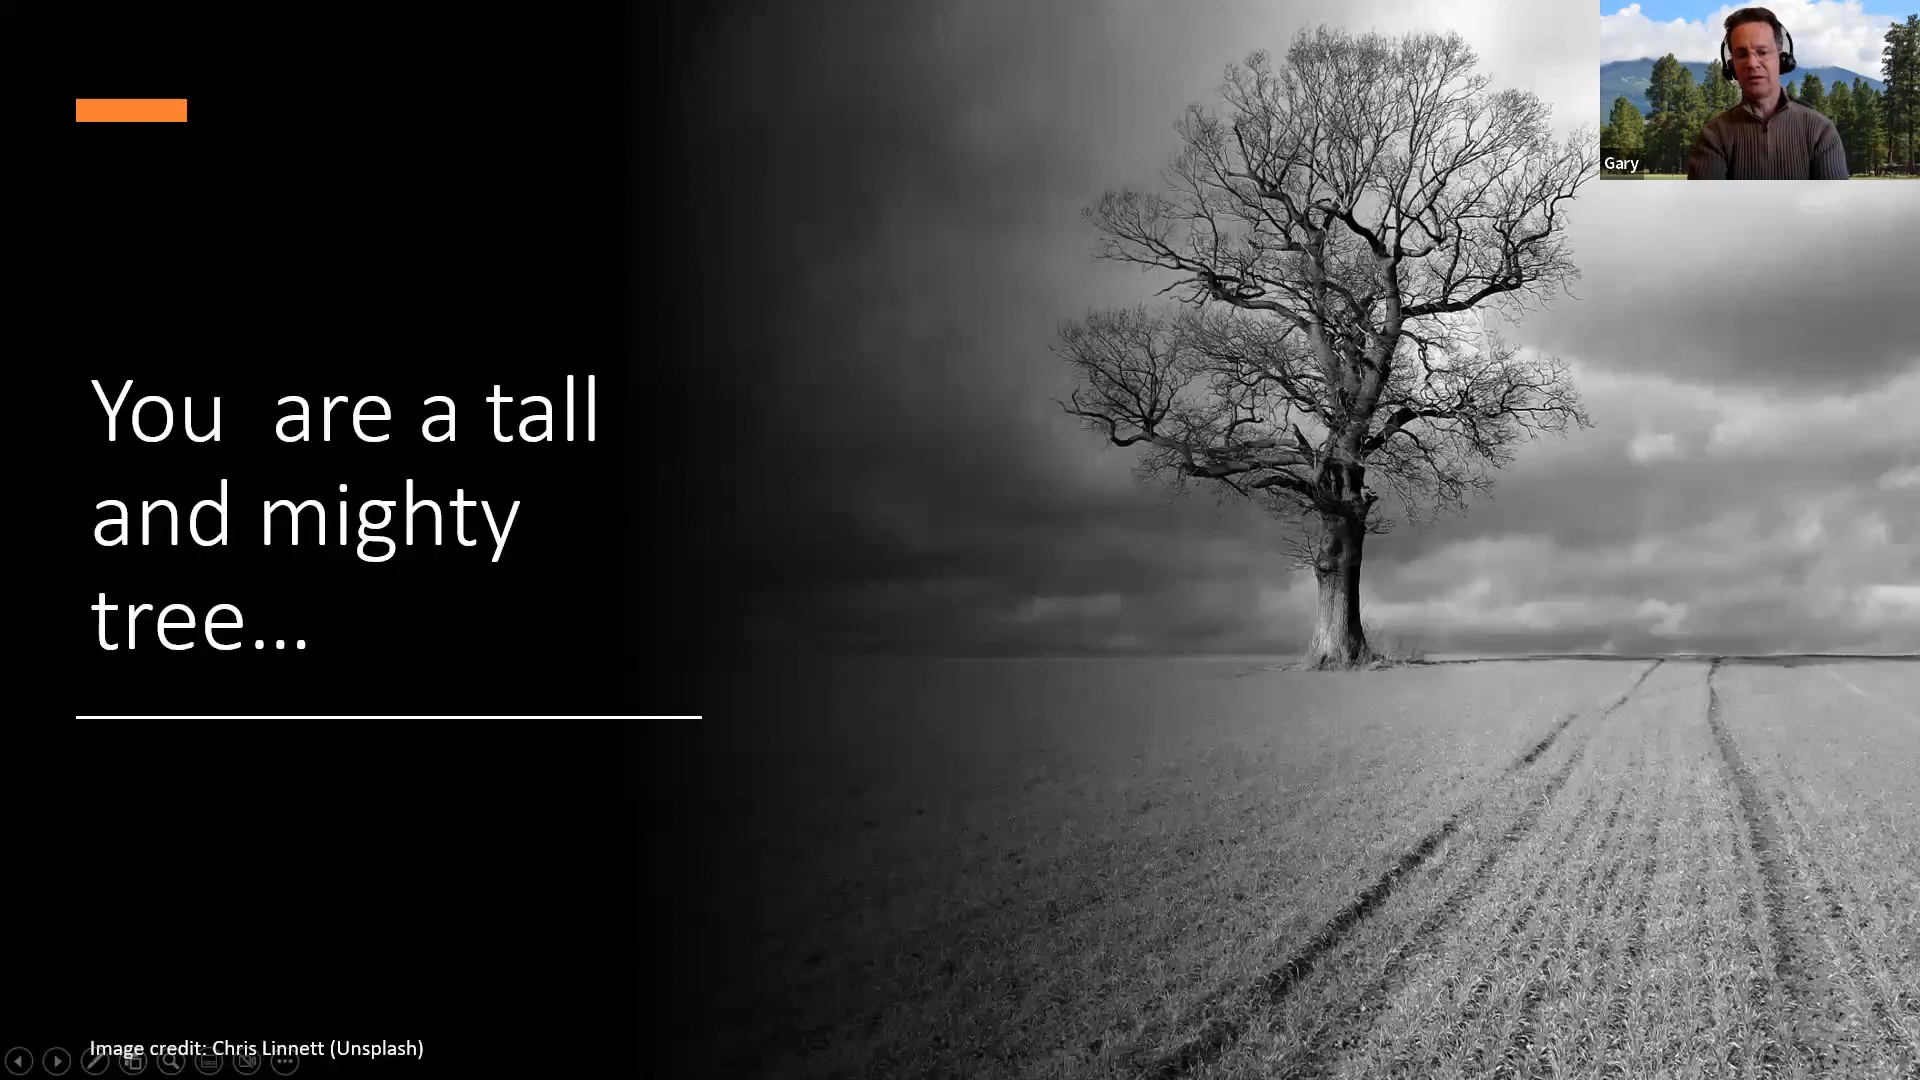 You  are a tall
and mighty
tree...
Gary
Image credit: Chris Linnett (Unsplash)